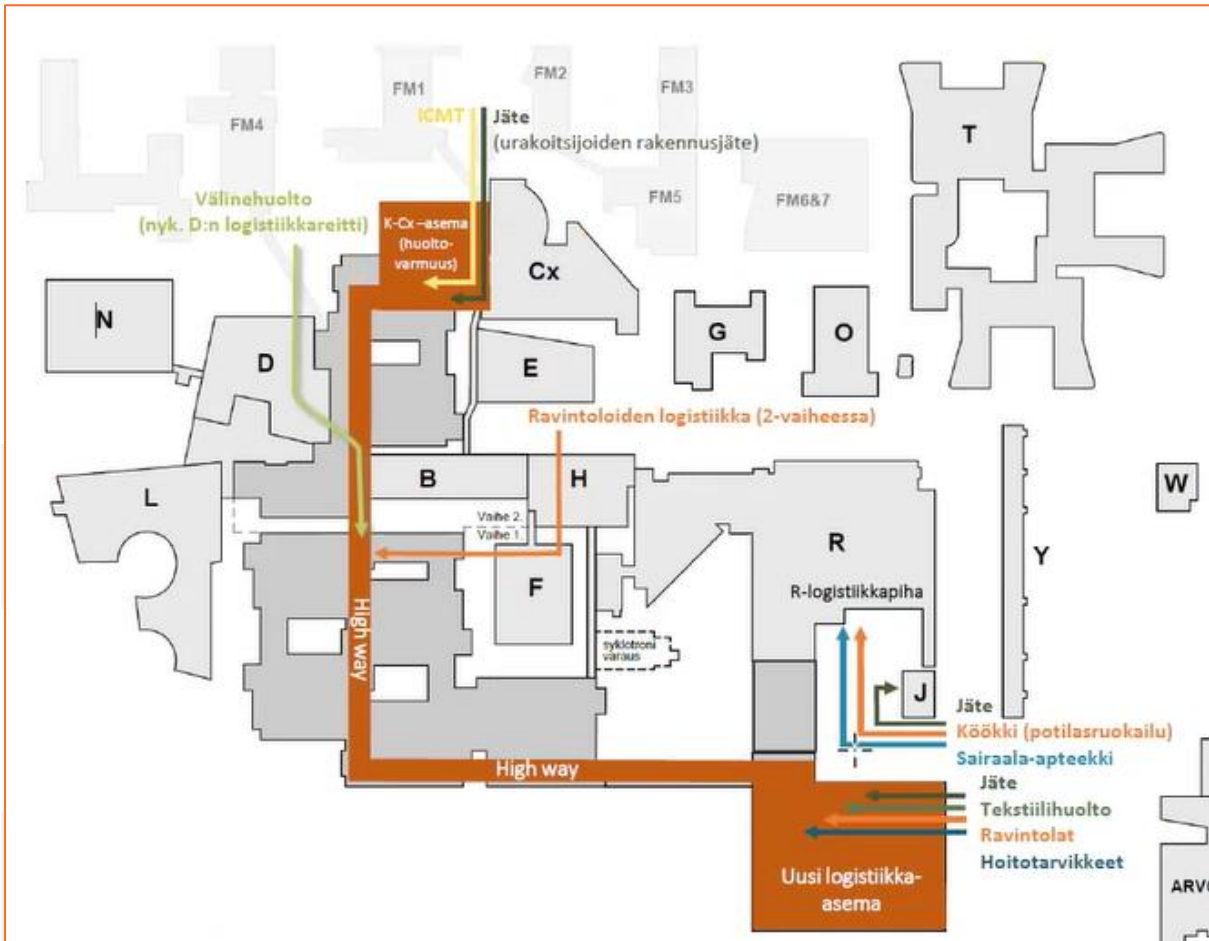 FM1
FM2
FM3
FM4
ICMT
Jäte
(urakoitsijoiden rakennusjäte)
T
FM5
FM6&7
Välinehuolto
(nyk. D:n logistiikkareitti)
K-Cx –asema
(huolto-
varmuus)
Cx
N
D
G
O
E
Ravintoloiden logistiikka (2-vaiheessa)
L
B
H
W
Vaihe 2.
Vaihe 1.
R
Y
F
R-logistiikkapiha
High way
syklotroni
varaus
J
Jäte
Köökki (potilasruokailu)
Sairaala-apteekki
High way
Jäte
Tekstiilihuolto
Ravintolat
Hoitotarvikkeet
Uusi logistiikka-
asema
ARVO